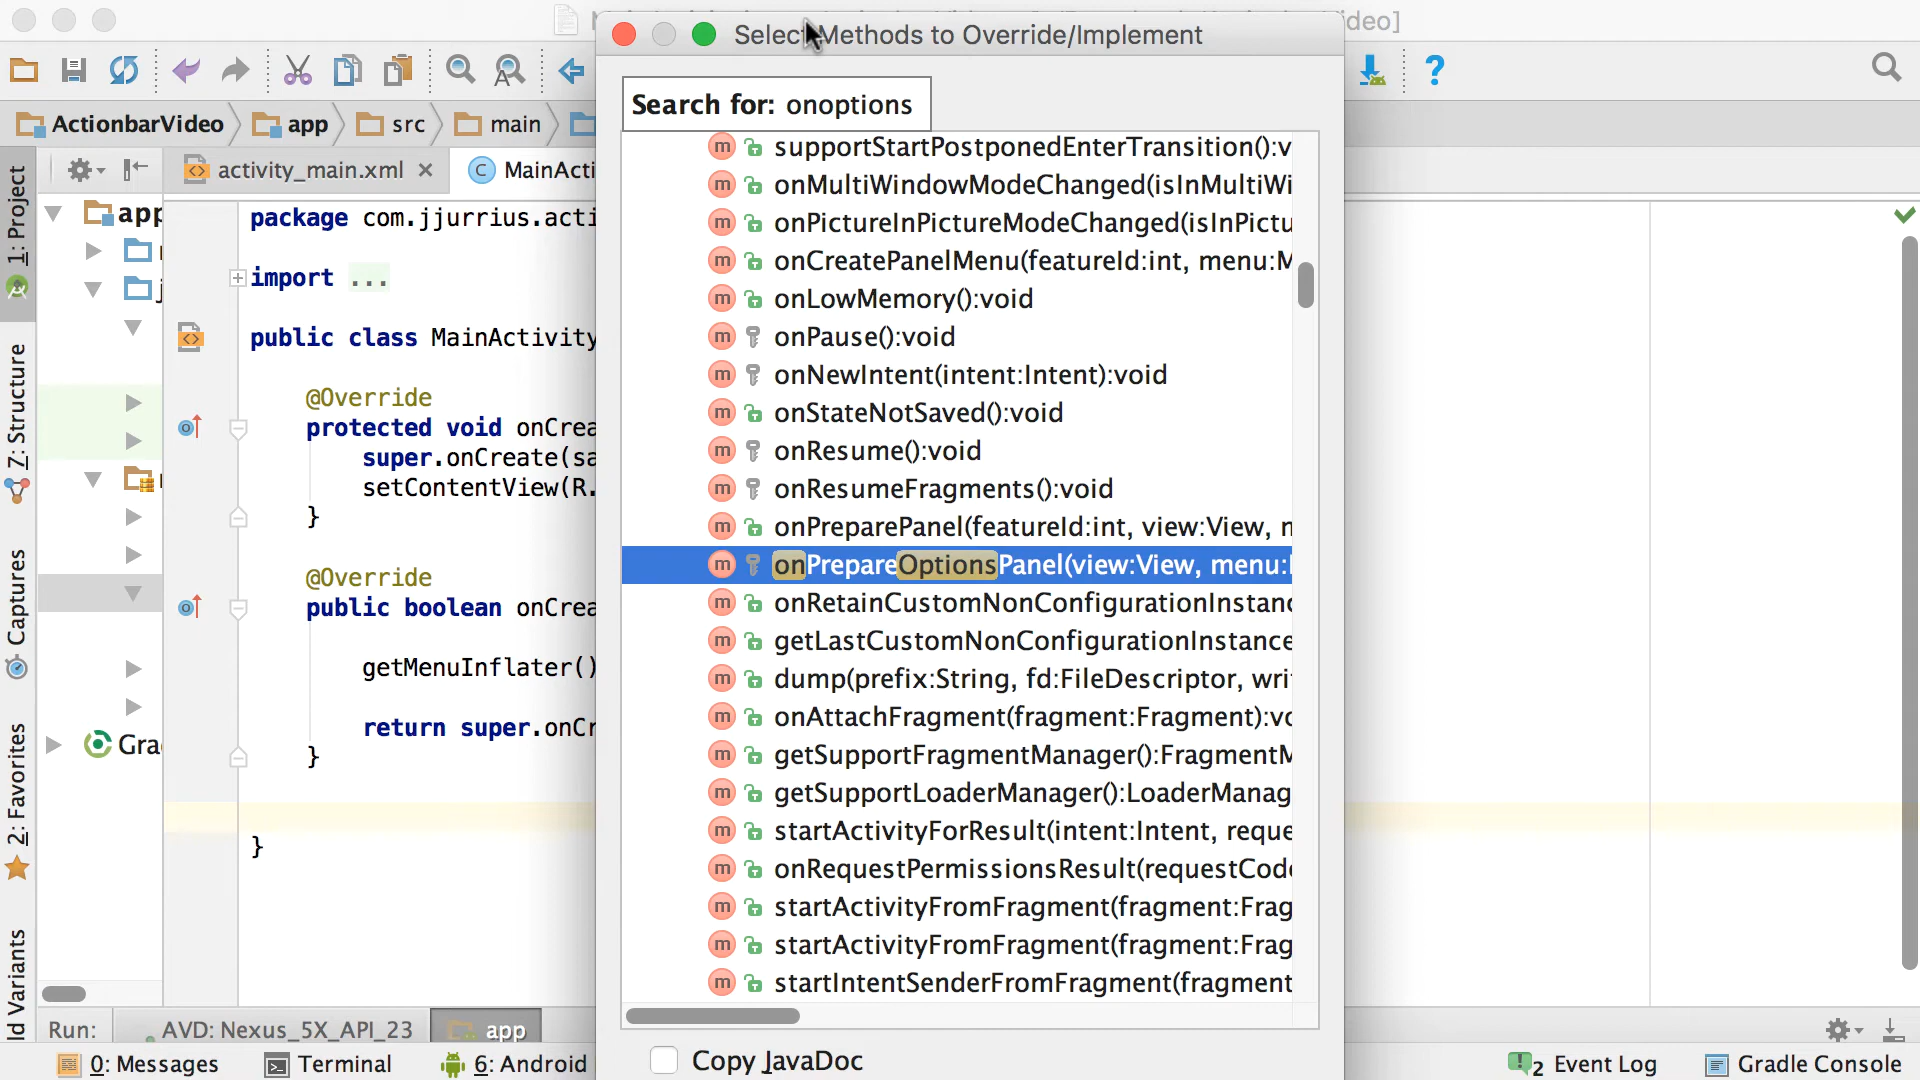 Select Methods to Override/Implement
ideo]
Search for: onoptions
ActionbarVideo
app
src
main
activity_main.xml
MainActi
1: Project
Z: Structure
Captures
2: Favorites
ld Variants
app
Gra
package com.jjurrius.acti
import ...
public class MainActivity
@Override
protected void onCrea
super.onCreate(sa
setContentView(R.
}
@Override
public boolean onCrea
getMenuInflater()
return super.onCr
}
}
supportStartPostponedEnterTransition():v
onMultiWindowModeChanged(isInMultiWi
onPictureInPictureModeChanged(isInPictu
onCreatePanelMenu(featureId:int, menu:M
onLowMemory():void
onPause():void
onNewIntent(intent:Intent):void
onStateNotSaved():void
onResume():void
onResumeFragments():void
onPreparePanel(featureId:int, view:View, n
onPrepareOptionsPanel(view:View, menu:
onRetainCustomNonConfigurationInstanc
getLastCustomNonConfigurationInstance
dump(prefix:String, fd:FileDescriptor, wri
onAttachFragment(fragment:Fragment):vo
getSupportFragmentManager():FragmentM
getSupportLoaderManager():LoaderManag
startActivityForResult(intent:Intent, reque
onRequestPermissionsResult(requestCode
startActivityFromFragment(fragment:Frag
startActivityFromFragment(fragment:Frag
startIntentSenderFromFragment(fragment
Copy JavaDoc
Run:
AVD: Nexus_5X_API_23
app
0: Messages
Terminal
6: Android
2 Event Log
Gradle Console